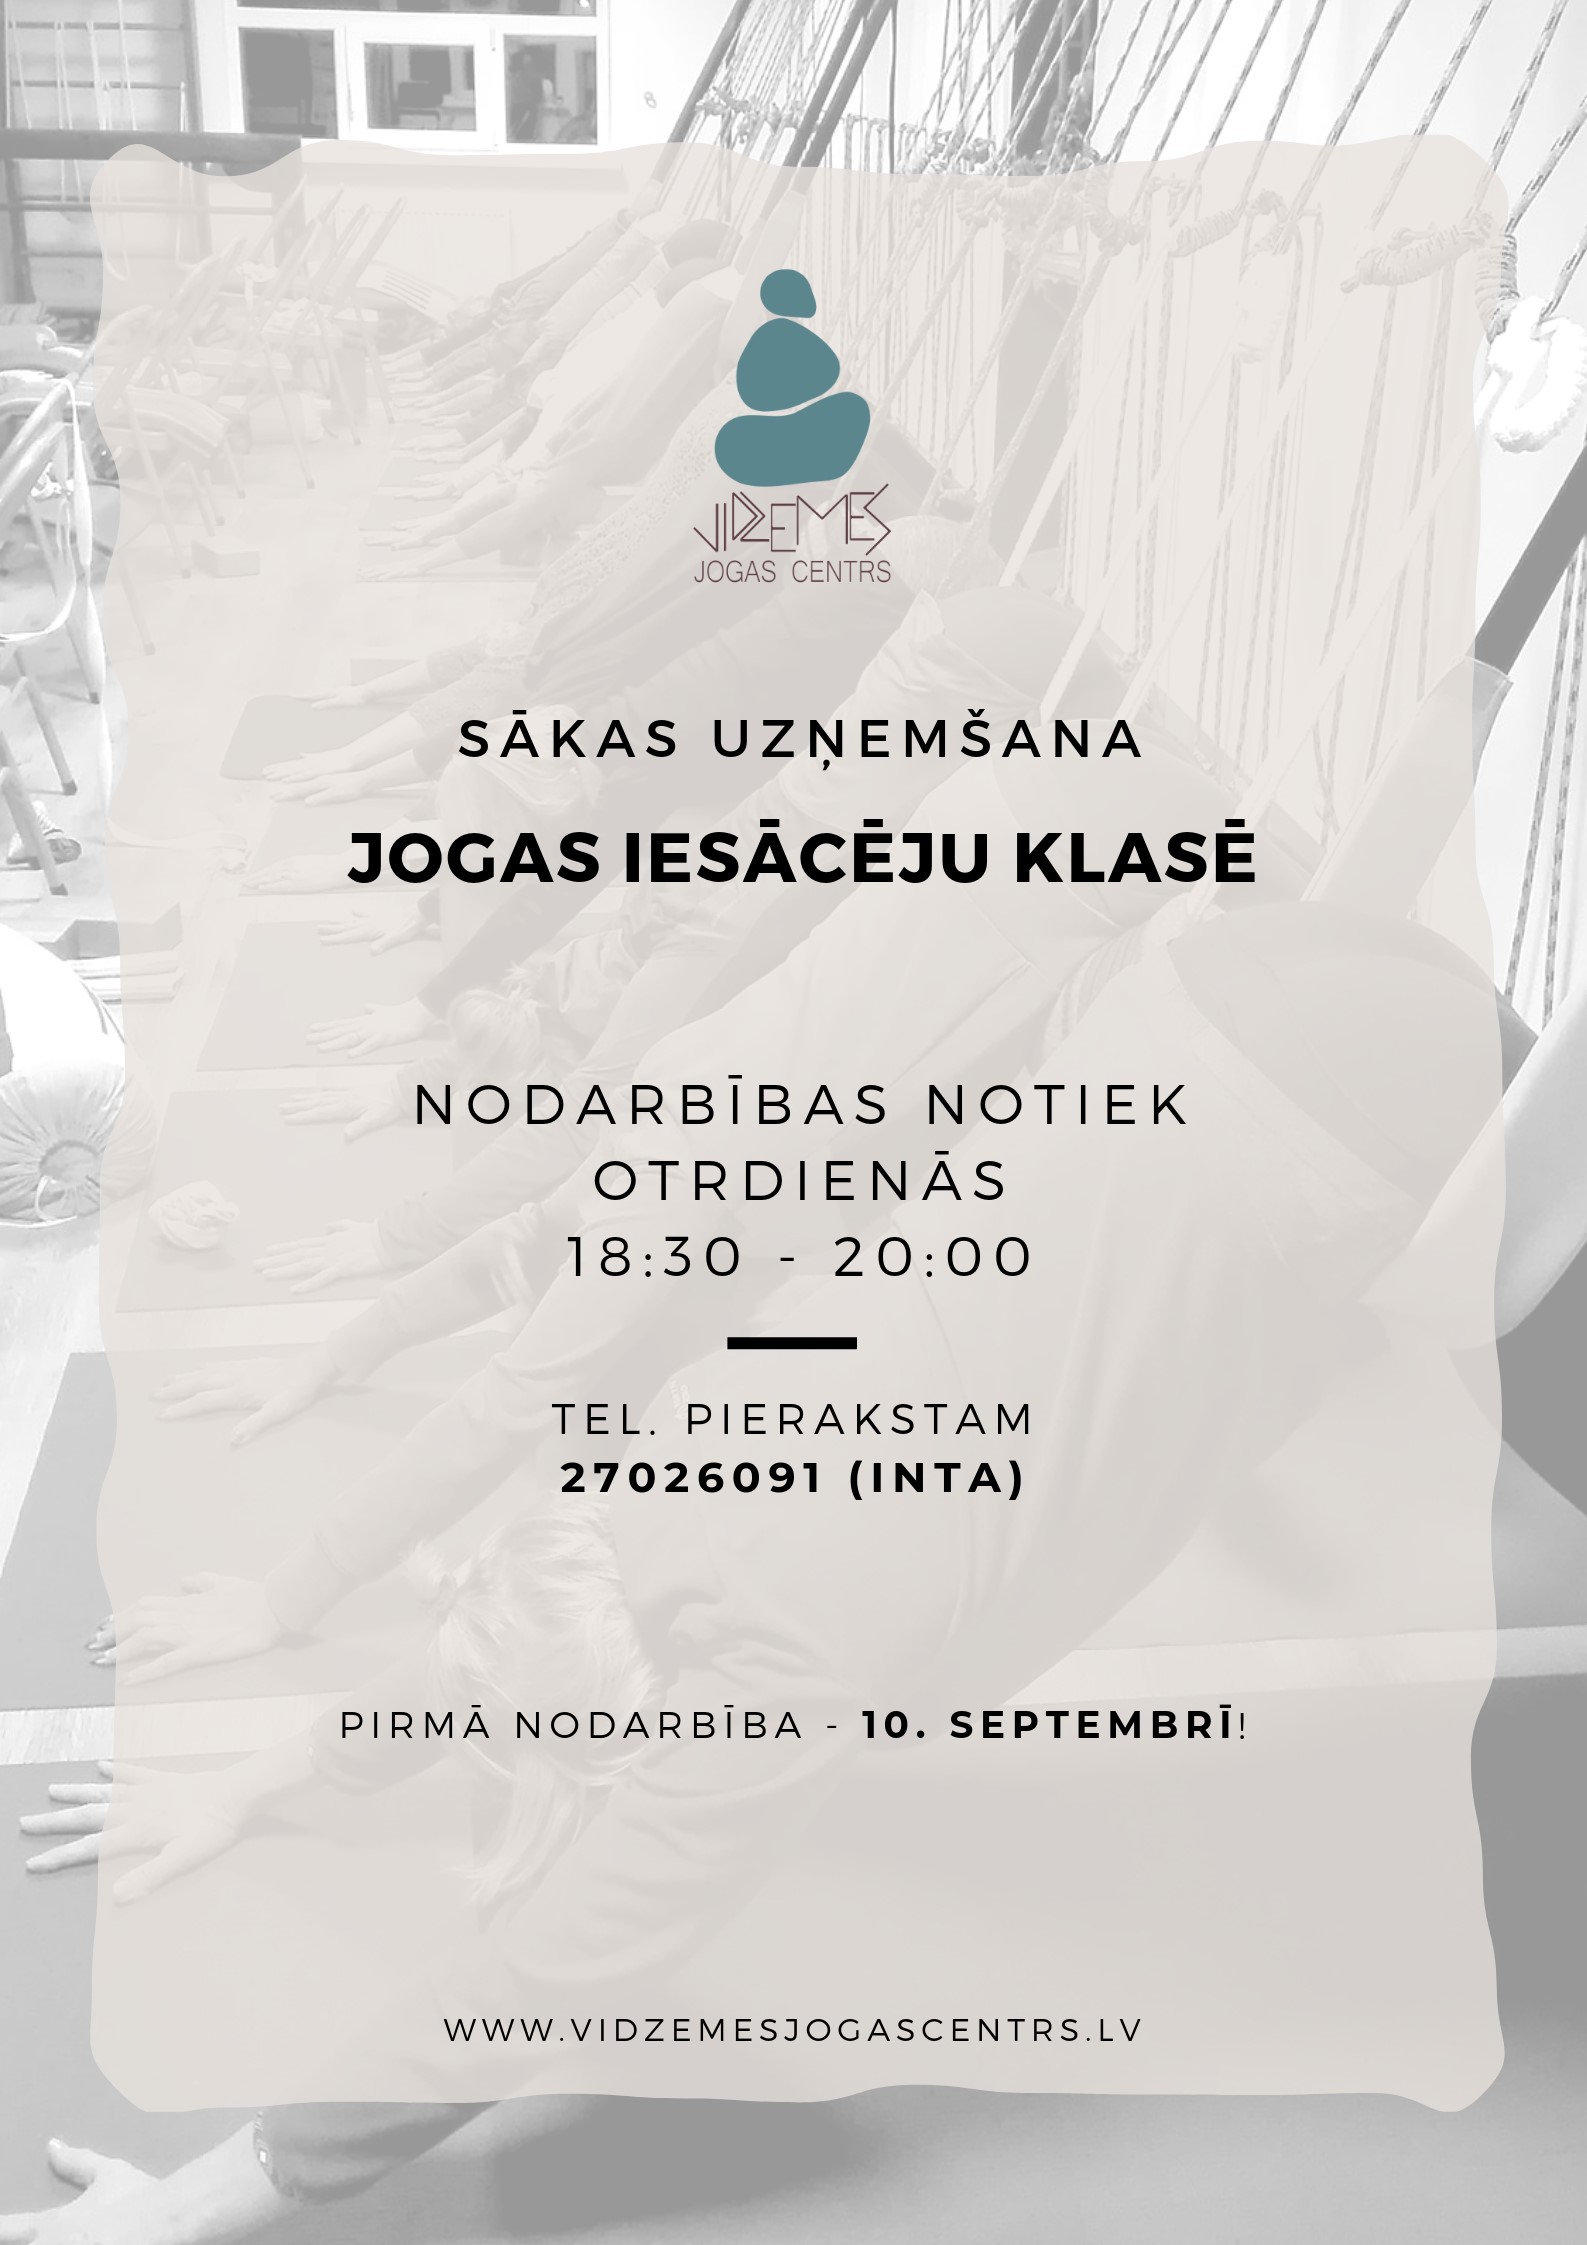 VIDZEMES
JOGAS CENTRS
SĀKAS UZŅEMŠANA
JOGAS IESĀCĒJU KLASĒ
NODARBĪBAS NOTIEK
OTRDIENĀS
18:30 - 20:00
TEL. PIERAKSTAM
27026091 (INTA)
PIRMĀ NODARBĪBA - 10. SEPTEMBRĪ!
WWW.VIDZEMESJOGASCENTRS.LV